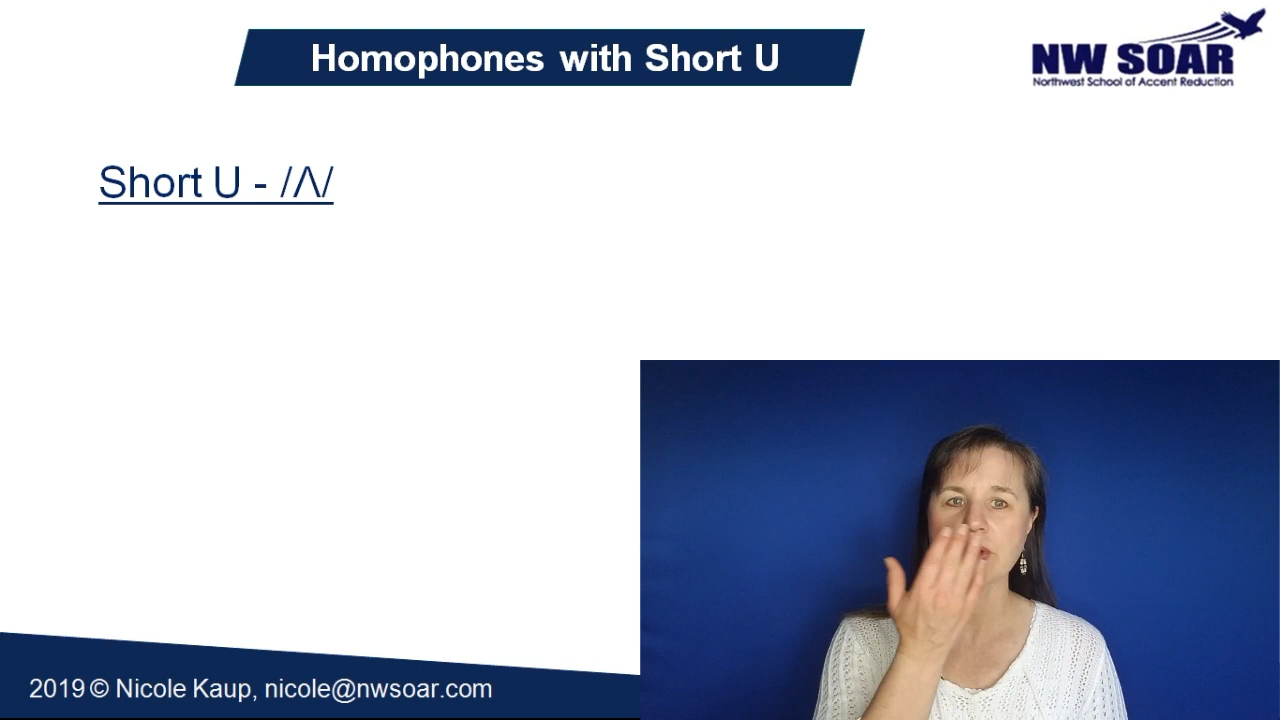 Homophones with Short U
NW SOAR
Northwest School of Accent Reduction
Short U - /Λ/
2019 © Nicole Kaup, nicole@nwsoar.com